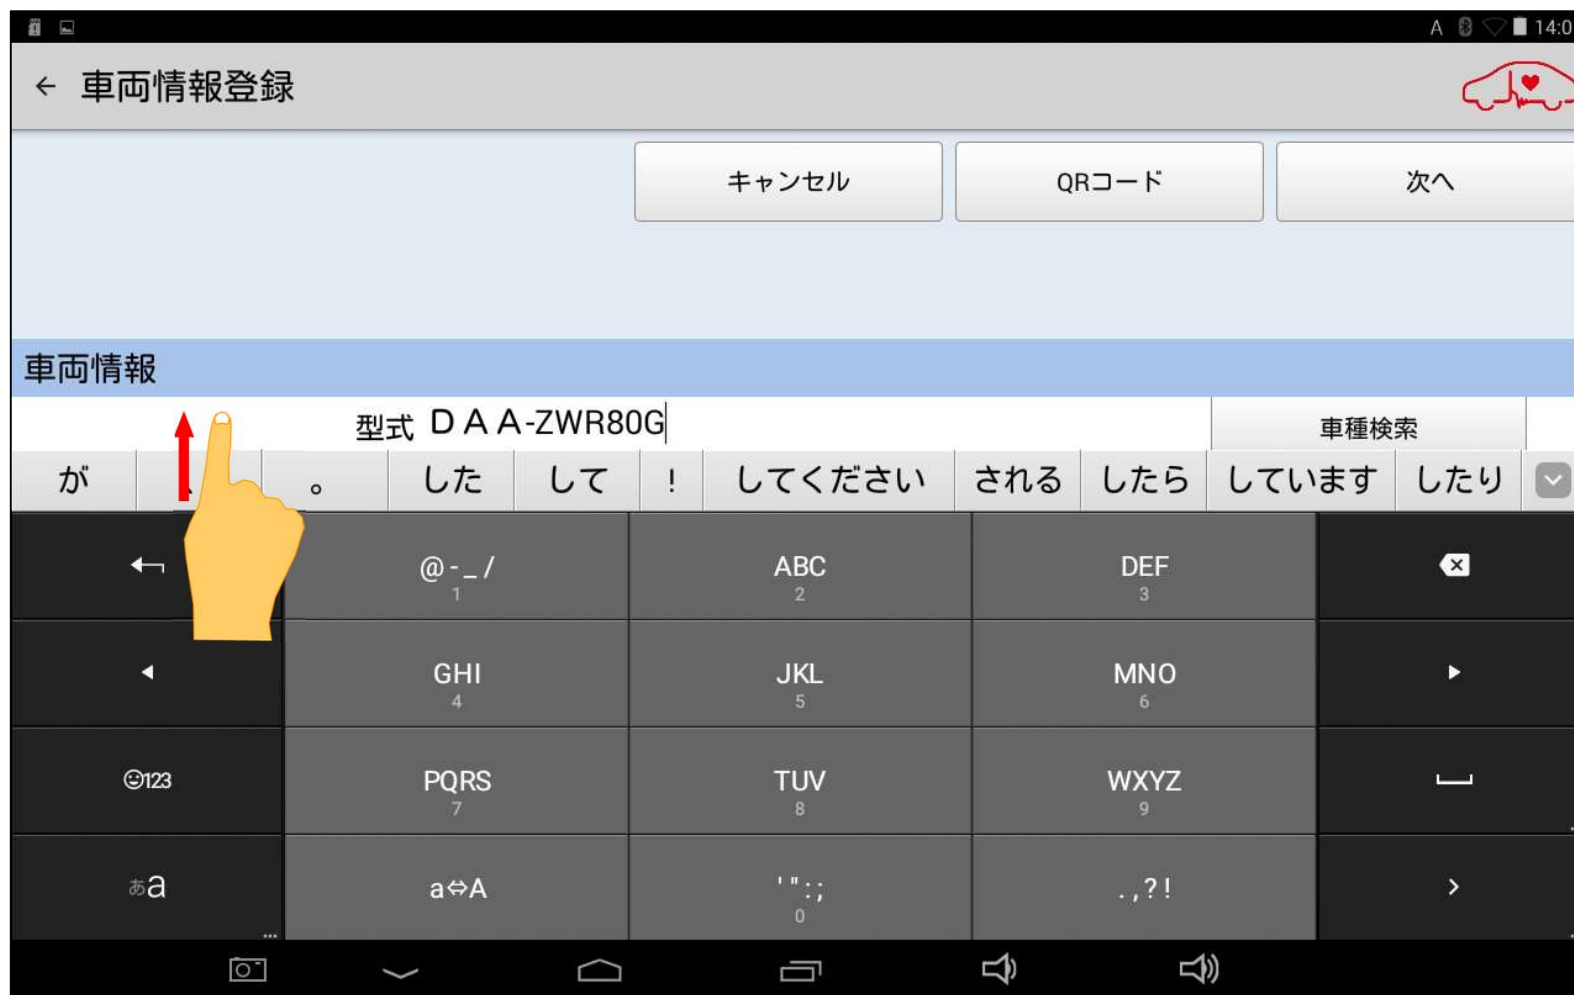 A 14:0
車両情報登録
キャンセル QRコード 次へ
車両情報
型式 ＤＡＡ-ZWR80G 車種検索
が 、 。 した して ! してください される したら しています したり
@-_/ ABC DEF
1 2 3
GHI JKL MNO
4 5 6
123 PQRS TUV WXYZ
7 8 9
あa a⇔A '":; .,?! >
0